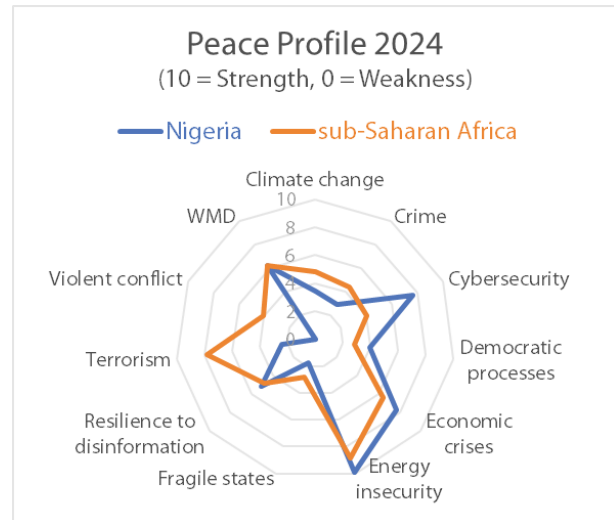 Peace Profile 2024
(10 = Strength, 0 = Weakness)
Nigeria
sub-Saharan Africa
Climate change
10
8
6
4
2
0
Crime
Cybersecurity
Democratic
processes
Economic
crises
Energy
insecurity
Fragile states
Resilience to
disinformation
Terrorism
Violent conflict
WMD